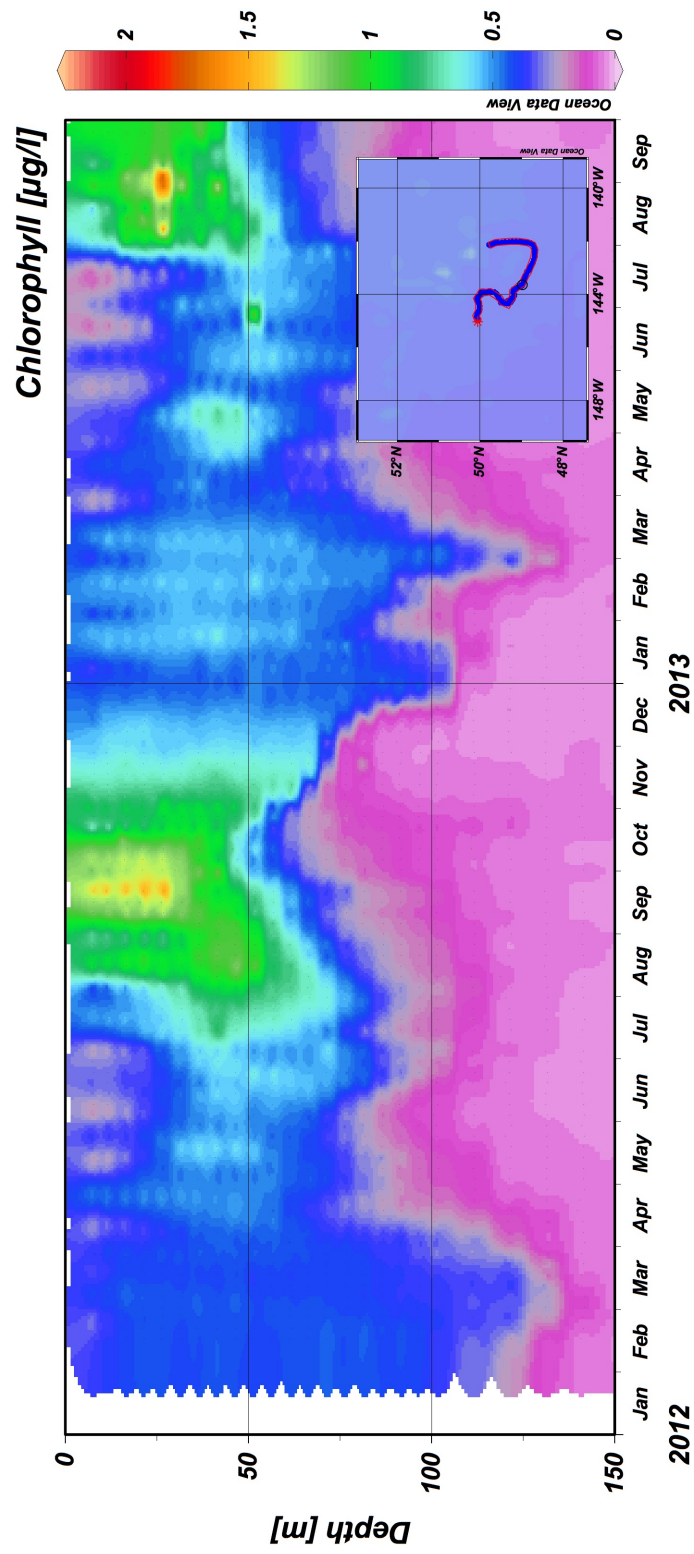 Chlorophyll [µg/l]
0
50
100
150
Depth [m]
Jan
Feb
Mar
Apr
May
Jun
Jul
Aug
Sep
Oct
Nov
Dec
Jan
Feb
Mar
Apr
May
Jun
Jul
Aug
Sep
2012
2013
52°N
50°N
48°N
148°W
144°W
140°W
Ocean Data View
Ocean Data View
2
1.5
1
0.5
0